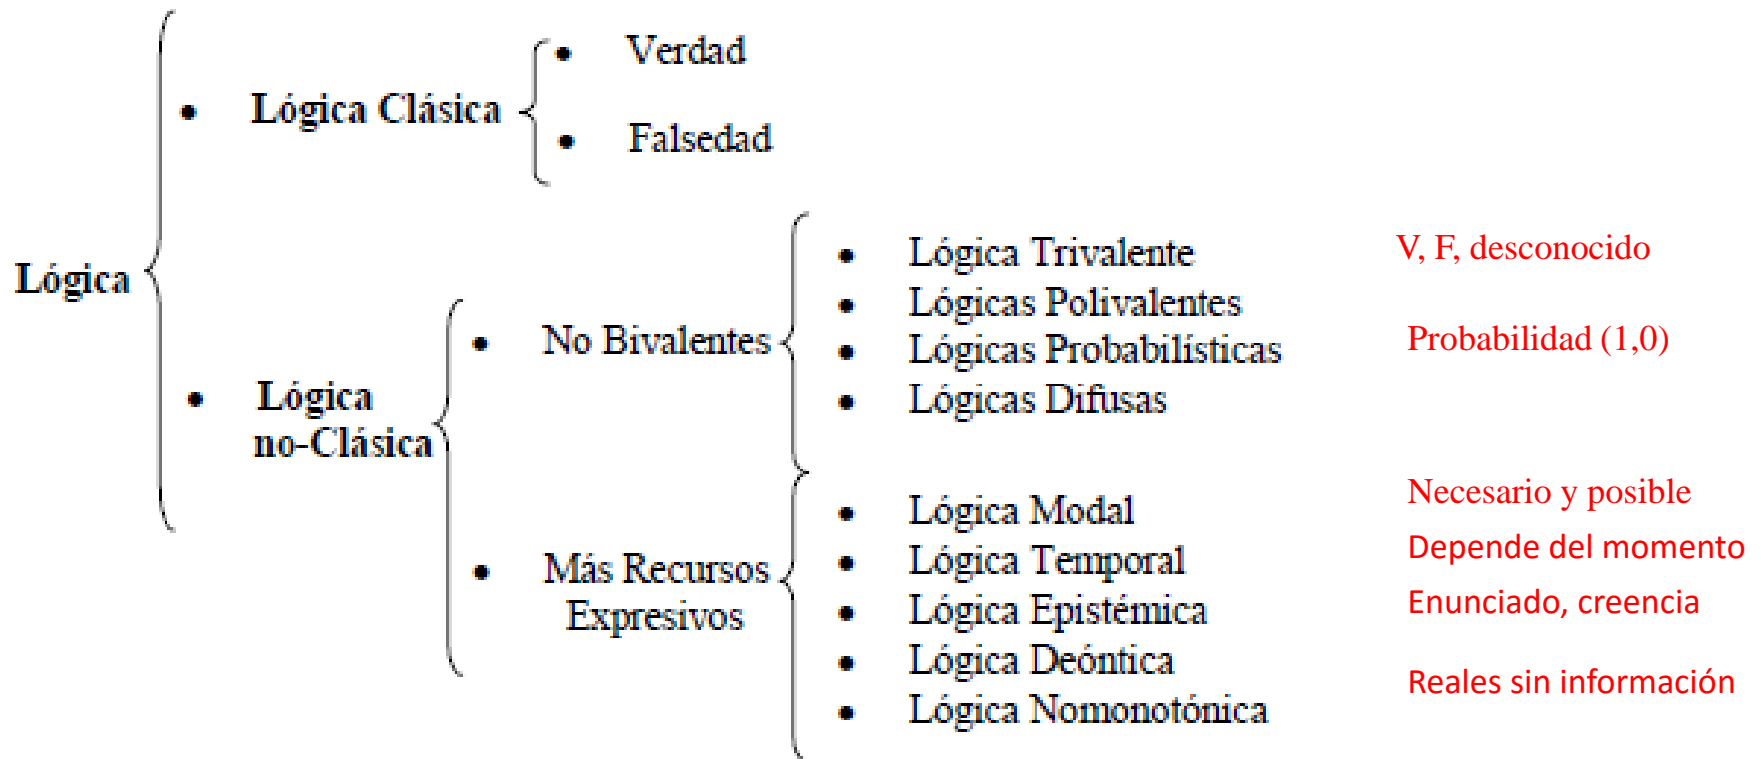 Lógica
• Lógica Clásica
• Verdad
• Falsedad
• Lógica
no-Clásica
• No Bivalentes
• Lógica Trivalente V, F, desconocido
• Lógicas Polivalentes
• Lógicas Probabilísticas Probabilidad (1,0)
• Lógicas Difusas
• Más Recursos
Expresivos
• Lógica Modal Necesario y posible
• Lógica Temporal Depende del momento
• Lógica Epistémica Enunciado, creencia
• Lógica Deóntica
Reales sin información
• Lógica Nomonotónica